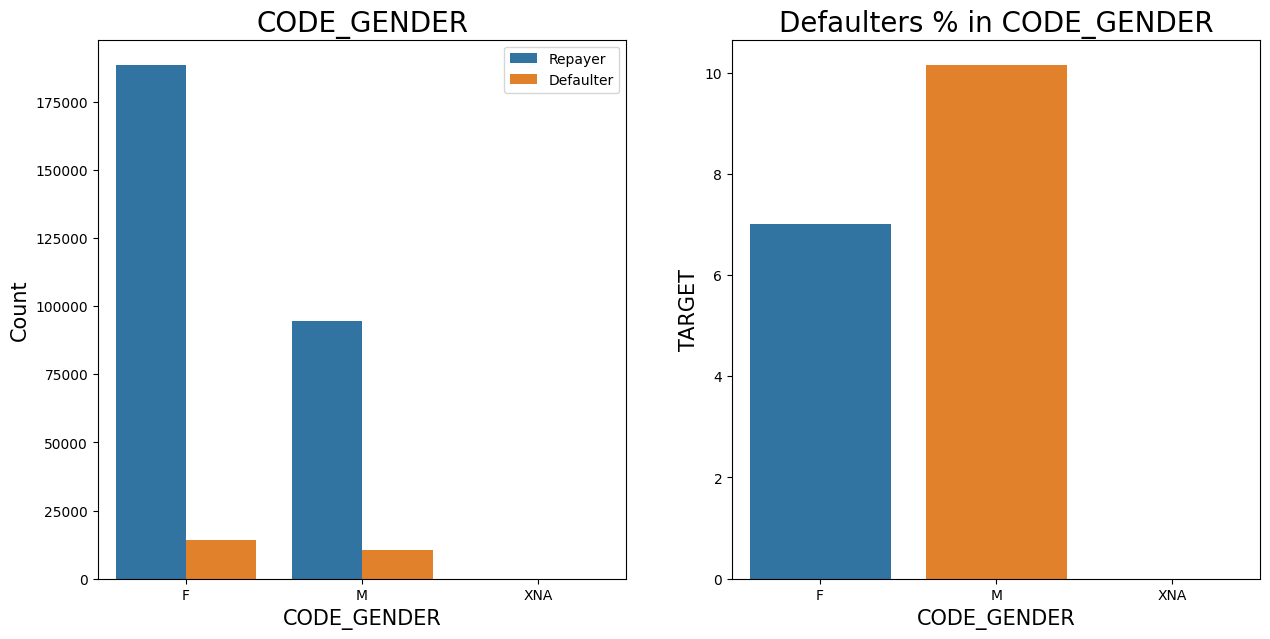 CODE_GENDER
Repayer
Defaulter
175000
150000
125000
100000
75000
50000
25000
0
Count
F M XNA
CODE_GENDER
Defaulters % in CODE_GENDER
10
8
6
4
2
0
TARGET
F M XNA
CODE_GENDER